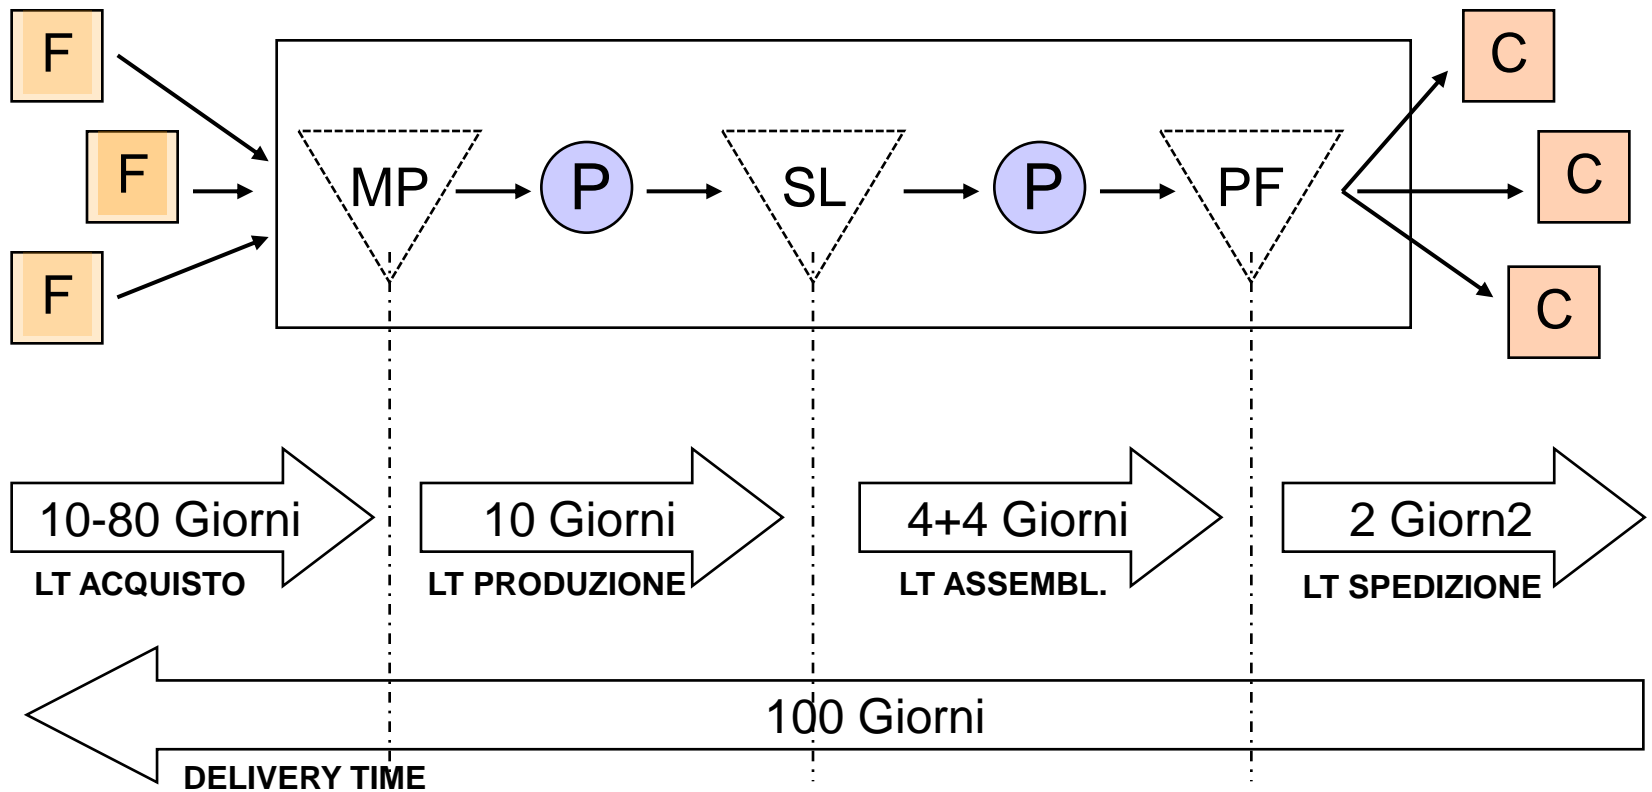 F
C
F
MP
P
SL
P
PF
C
F
C
10-80 Giorni
10 Giorni
4+4 Giorni
2 Giorn2
LT ACQUISTO
LT PRODUZIONE
LT ASSEMBL.
LT SPEDIZIONE
100 Giorni
DELIVERY TIME